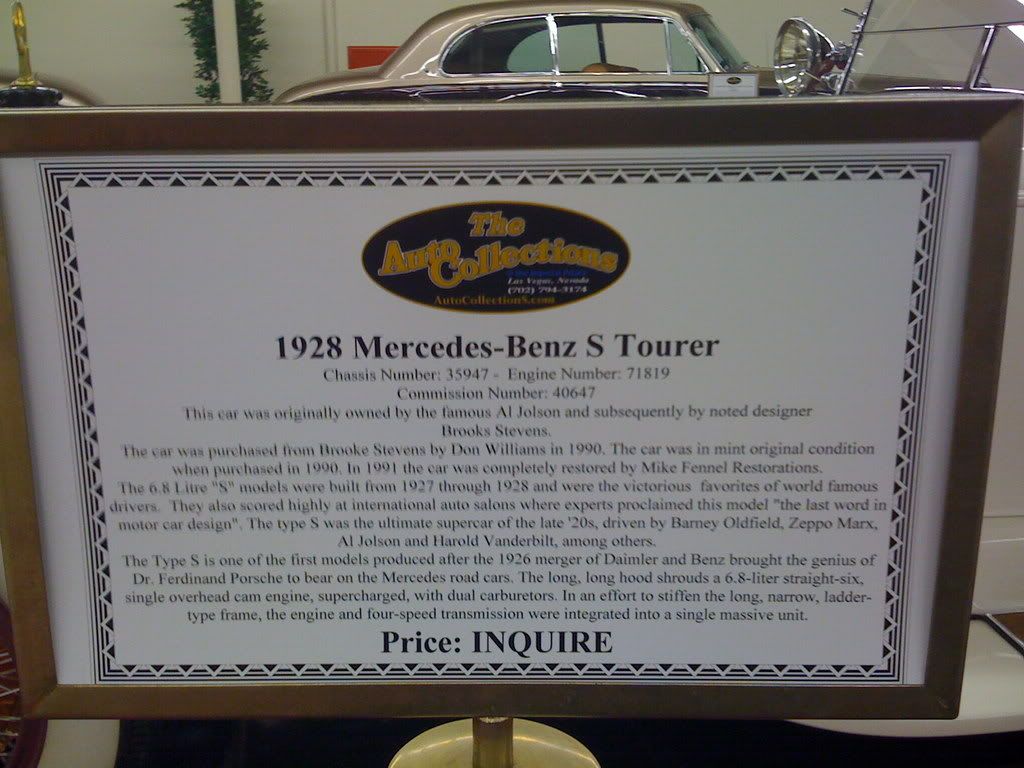 The
Auto Collections
@ the Imperial Palace
Las Vegas, Nevada
(702) 794-3174
AutoCollectionS.com
1928 Mercedes-Benz S Tourer
Chassis Number: 35947 - Engine Number: 71819
Commission Number: 40647
This car was originally owned by the famous Al Jolson and subsequently by noted designer
Brooks Stevens.
The car was purchased from Brooke Stevens by Don Williams in 1990. The car was in mint original condition
when purchased in 1990. In 1991 the car was completely restored by Mike Fennel Restorations.
The 6.8 Litre "S" models were built from 1927 through 1928 and were the victorious favorites of world famous
drivers. They also scored highly at international auto salons where experts proclaimed this model "the last word in
motor car design". The type S was the ultimate supercar of the late '20s, driven by Barney Oldfield, Zeppo Marx,
Al Jolson and Harold Vanderbilt, among others.
The Type S is one of the first models produced after the 1926 merger of Daimler and Benz brought the genius of
Dr. Ferdinand Porsche to bear on the Mercedes road cars. The long, long hood shrouds a 6.8-liter straight-six,
single overhead cam engine, supercharged, with dual carburetors. In an effort to stiffen the long, narrow, ladder-
type frame, the engine and four-speed transmission were integrated into a single massive unit.
Price: INQUIRE